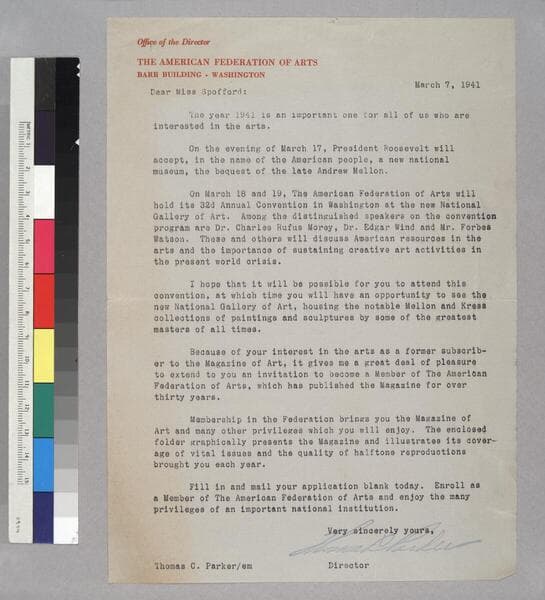 Office of the Director
THE AMERICAN FEDERATION OF ARTS
BARR BUILDING · WASHINGTON
March 7, 1941
Dear Miss Spofford:
The year 1941 is an important one for all of us who are
interested in the arts.
On the evening of March 17, President Roosevelt will
accept, in the name of the American people, a new national
museum, the bequest of the late Andrew Mellon.
On March 18 and 19, The American Federation of Arts will
hold its 32d Annual Convention in Washington at the new National
Gallery of Art. Among the distinguished speakers on the convention
program are Dr. Charles Rufus Morey, Dr. Edgar Wind and Mr. Forbes
Watson. These and others will discuss American resources in the
arts and the importance of sustaining creative art activities in
the present world crisis.
I hope that it will be possible for you to attend this
convention, at which time you will have an opportunity to see the
new National Gallery of Art, housing the notable Mellon and Kress
collections of paintings and sculptures by some of the greatest
masters of all times.
Because of your interest in the arts as a former subscrib-
er to the Magazine of Art, it gives me a great deal of pleasure
to extend to you an invitation to become a Member of The American
Federation of Arts, which has published the Magazine for over
thirty years.
Membership in the Federation brings you the Magazine of
Art and many other privileges which you will enjoy. The enclosed
folder graphically presents the Magazine and illustrates its cover-
age of vital issues and the quality of halftone reproductions
brought you each year.
Fill in and mail your application blank today. Enroll as
a Member of The American Federation of Arts and enjoy the many
privileges of an important national institution.
Very sincerely yours,
Thomas C Parker
Thomas C. Parker/em
Director